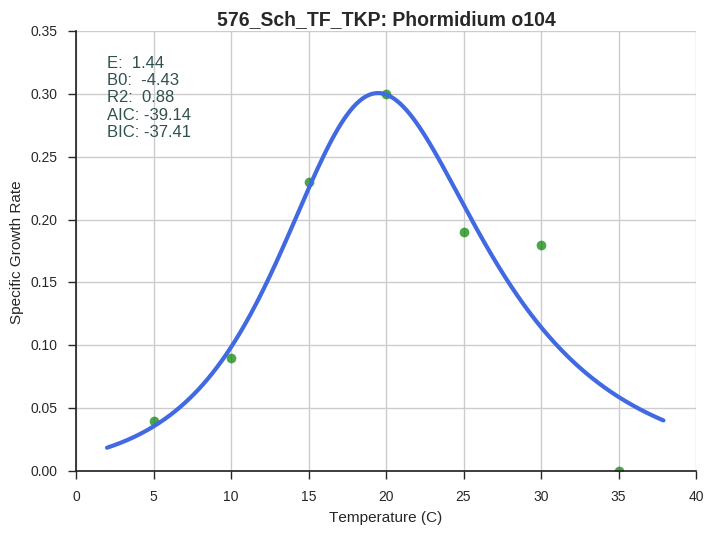 576_Sch_TF_TKP: Phormidium o104
E: 1.44
B0: -4.43
R2: 0.88
AIC: -39.14
BIC: -37.41
0.35
0.30
0.25
0.20
0.15
0.10
0.05
0.00
Specific Growth Rate
0 5 10 15 20 25 30 35 40
Temperature (C)